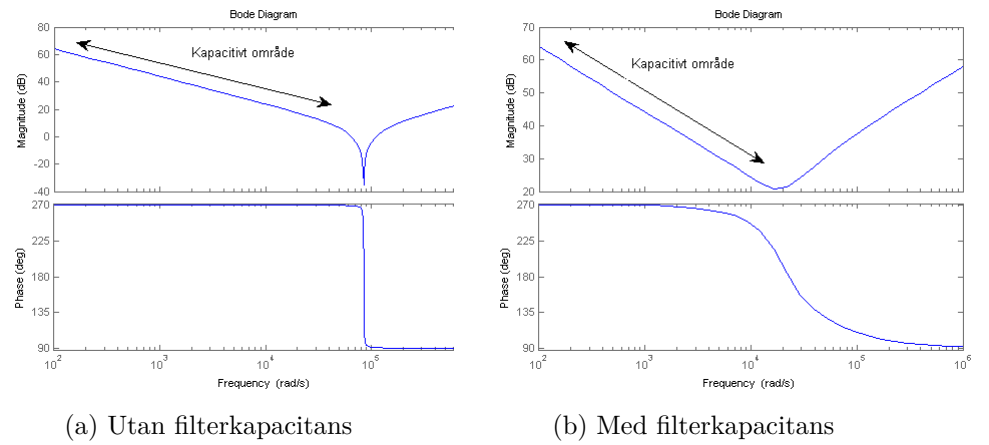 Bode Diagram
80
60
40
20
0
-20
-40
Magnitude (dB)
Kapacitivt område
270
225
180
135
90
Phase (deg)
10^2
10^3
10^4
10^5
Frequency (rad/s)
(a) Utan filterkapacitans
Bode Diagram
70
60
50
40
30
20
Magnitude (dB)
Kapacitivt område
270
225
180
135
90
Phase (deg)
10^2
10^3
10^4
10^5
10^6
Frequency (rad/s)
(b) Med filterkapacitans